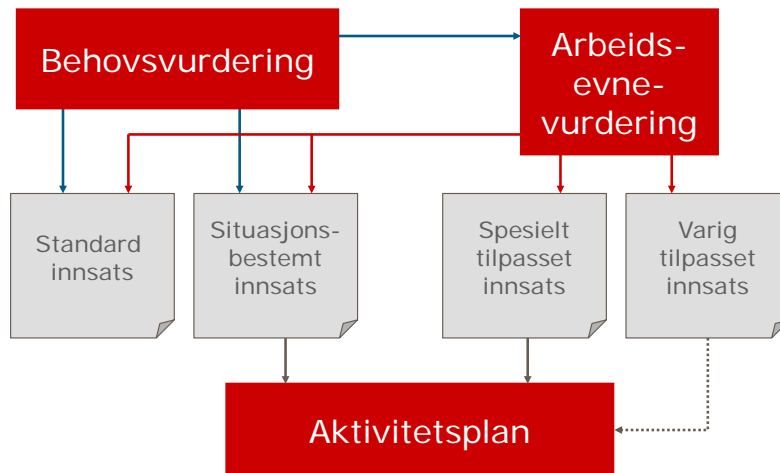 Behovsvurdering
Arbeids-
evne-
vurdering
Standard
innsats
Situasjons-
bestemt
innsats
Spesielt
tilpasset
innsats
Varig
tilpasset
innsats
Aktivitetsplan